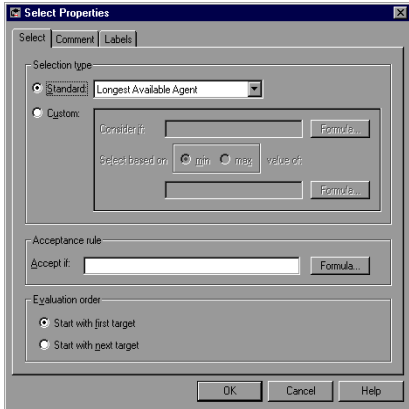 Select Properties
Select Comment Labels
Selection type
Standard: Longest Available Agent
Custom:
Consider if: Formula...
Select based on min max value of:
Formula...
Acceptance rule
Accept if: Formula...
Evaluation order
Start with first target
Start with next target
OK Cancel Help